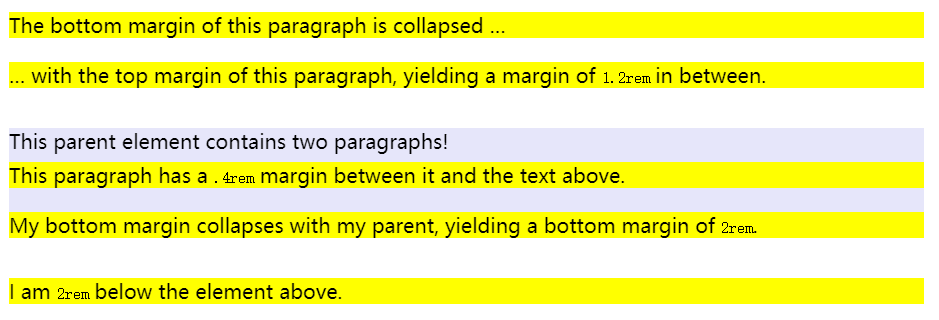 The bottom margin of this paragraph is collapsed …
… with the top margin of this paragraph, yielding a margin of 1.2rem in between.
This parent element contains two paragraphs!
This paragraph has a .4rem margin between it and the text above.
My bottom margin collapses with my parent, yielding a bottom margin of 2rem.
I am 2rem below the element above.